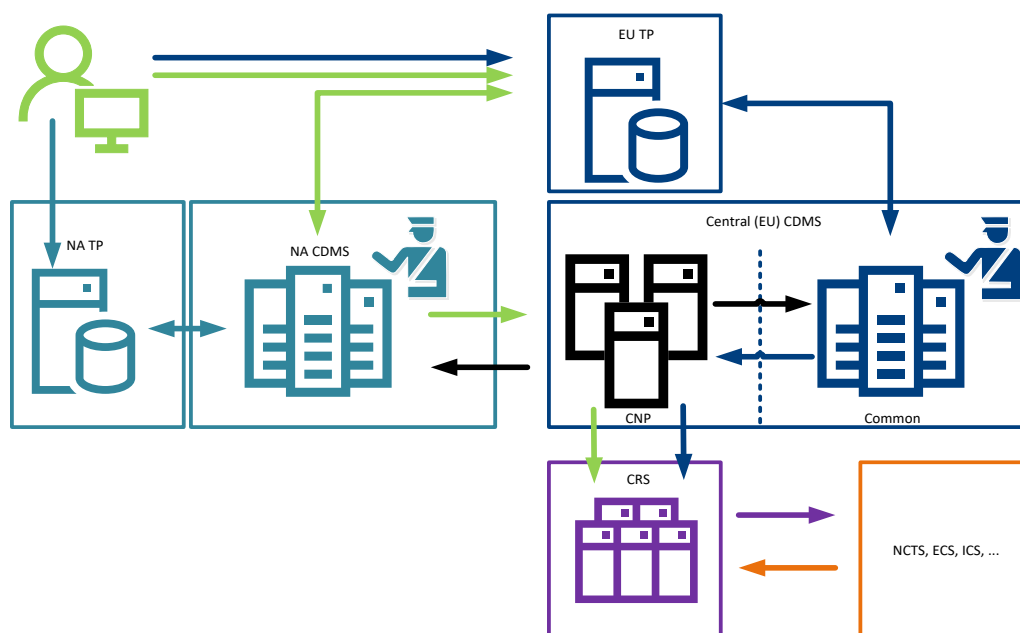 EU TP
NA TP
NA CDMS
Central (EU) CDMS
CNP
Common
CRS
NCTS, ECS, ICS, ...